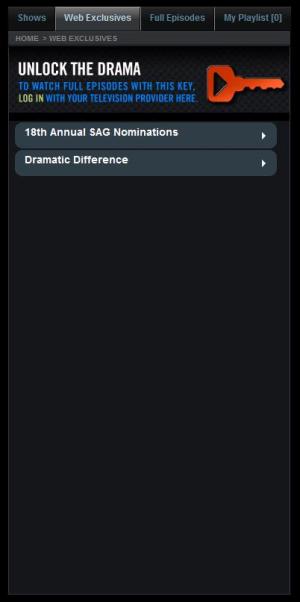 Shows Web Exclusives Full Episodes My Playlist [0]
HOME > WEB EXCLUSIVES
UNLOCK THE DRAMA
TO WATCH FULL EPISODES WITH THIS KEY,
LOG IN WITH YOUR TELEVISION PROVIDER HERE.
18th Annual SAG Nominations
Dramatic Difference